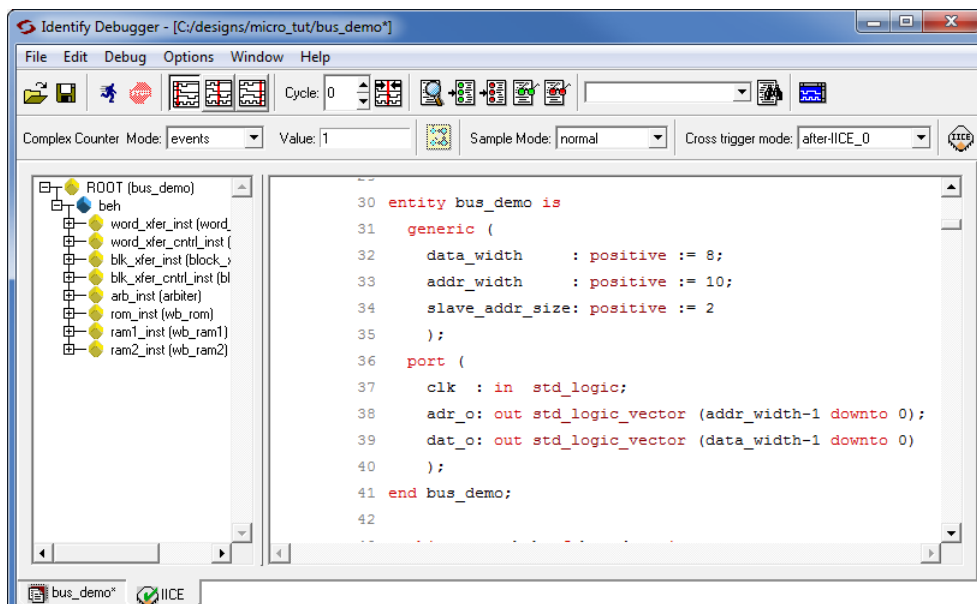 Identify Debugger - [C:/designs/micro_tut/bus_demo*]
File Edit Debug Options Window Help
Cycle: 0
Complex Counter Mode: events Value: 1 Sample Mode: normal Cross trigger mode: after-IICE_0 IICE
ROOT (bus_demo)
beh
word_xfer_inst (word_
word_xfer_cntrl_inst (
blk_xfer_inst (block_x
blk_xfer_cntrl_inst (bl
arb_inst (arbiter)
rom_inst (wb_rom)
ram1_inst (wb_ram1)
ram2_inst (wb_ram2)
30 entity bus_demo is
31 generic (
32 data_width : positive := 8;
33 addr_width : positive := 10;
34 slave_addr_size: positive := 2
35 );
36 port (
37 clk : in std_logic;
38 adr_o: out std_logic_vector (addr_width-1 downto 0);
39 dat_o: out std_logic_vector (data_width-1 downto 0)
40 );
41 end bus_demo;
42
bus_demo* IICE